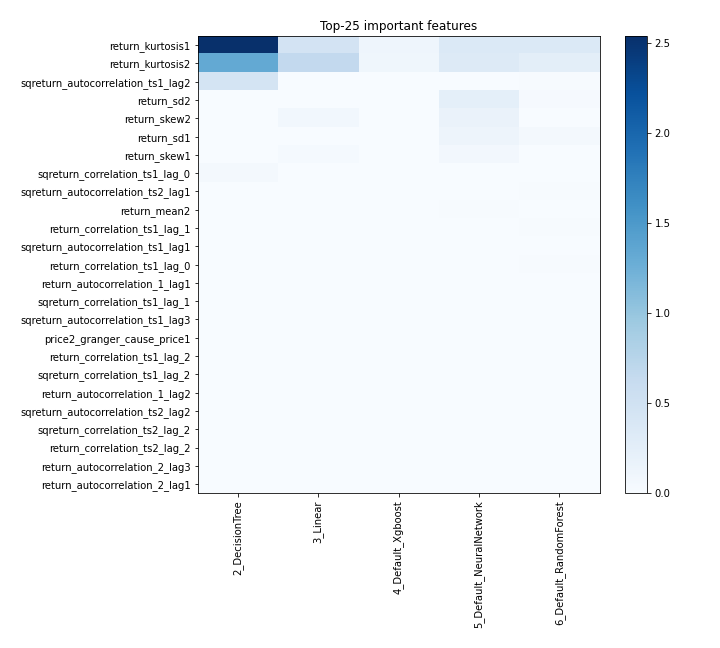 Top-25 important features
return_kurtosis1
return_kurtosis2
sqreturn_autocorrelation_ts1_lag2
return_sd2
return_skew2
return_sd1
return_skew1
sqreturn_correlation_ts1_lag_0
sqreturn_autocorrelation_ts2_lag1
return_mean2
return_correlation_ts1_lag_1
sqreturn_autocorrelation_ts1_lag1
return_correlation_ts1_lag_0
return_autocorrelation_1_lag1
sqreturn_correlation_ts1_lag_1
sqreturn_autocorrelation_ts1_lag3
price2_granger_cause_price1
return_correlation_ts1_lag_2
sqreturn_correlation_ts1_lag_2
return_autocorrelation_1_lag2
sqreturn_autocorrelation_ts2_lag2
sqreturn_correlation_ts2_lag_2
return_correlation_ts2_lag_2
return_autocorrelation_2_lag3
return_autocorrelation_2_lag1
2_DecisionTree
3_Linear
4_Default_Xgboost
5_Default_NeuralNetwork
6_Default_RandomForest
2.5
2.0
1.5
1.0
0.5
0.0